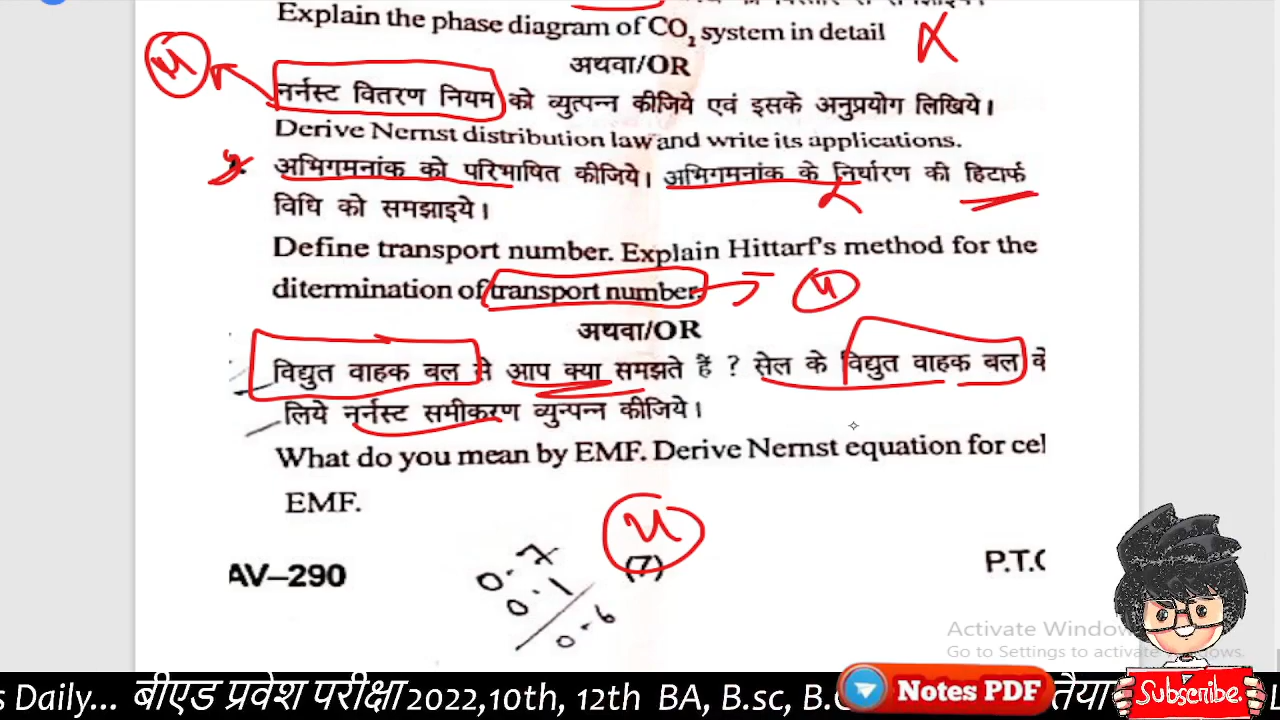 Explain the phase diagram of CO2 system in detail
अथवा/OR
नर्नस्ट वितरण नियम को व्युत्पन्न कीजिये एवं इसके अनुप्रयोग लिखिये।
Derive Nernst distribution law and write its applications.
अभिगमनांक को परिभाषित कीजिये। अभिगमनांक के निर्धारण की हिटार्फ
विधि को समझाइये।
Define transport number. Explain Hittarf's method for the
ditermination of transport number.
अथवा/OR
विद्युत वाहक बल से आप क्या समझते हैं ? सेल के विद्युत वाहक बल के
लिये नर्नस्ट समीकरण व्युन्पन्न कीजिये।
What do you mean by EMF. Derive Nernst equation for cel
EMF.
0.7
0.1
0.6
AV-290 (7) P.T.O
Activate Window
Go to Settings to activate Windows.
s Daily... बीएड प्रवेश परीक्षा 2022,10th, 12th BA, B.sc, B.
Notes PDF
तैया
Subscribe.